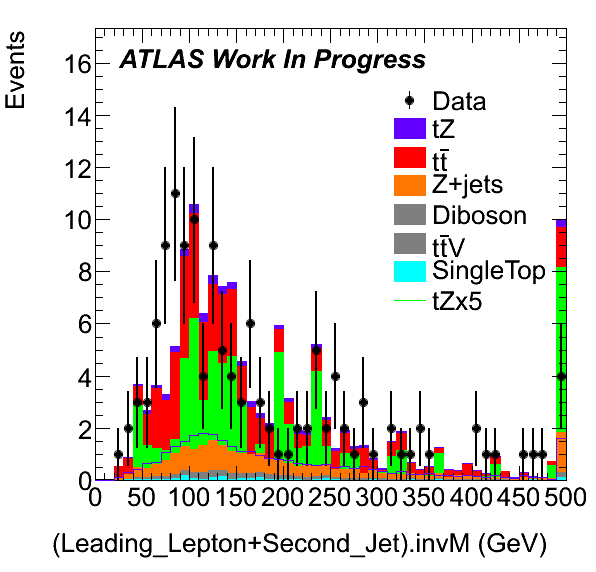 Events
ATLAS Work In Progress
Data
tZ
tt̄
Z+jets
Diboson
tt̄V
SingleTop
tZx5
16
14
12
10
8
6
4
2
0
0 50 100 150 200 250 300 350 400 450 500
(Leading_Lepton+Second_Jet).invM (GeV)